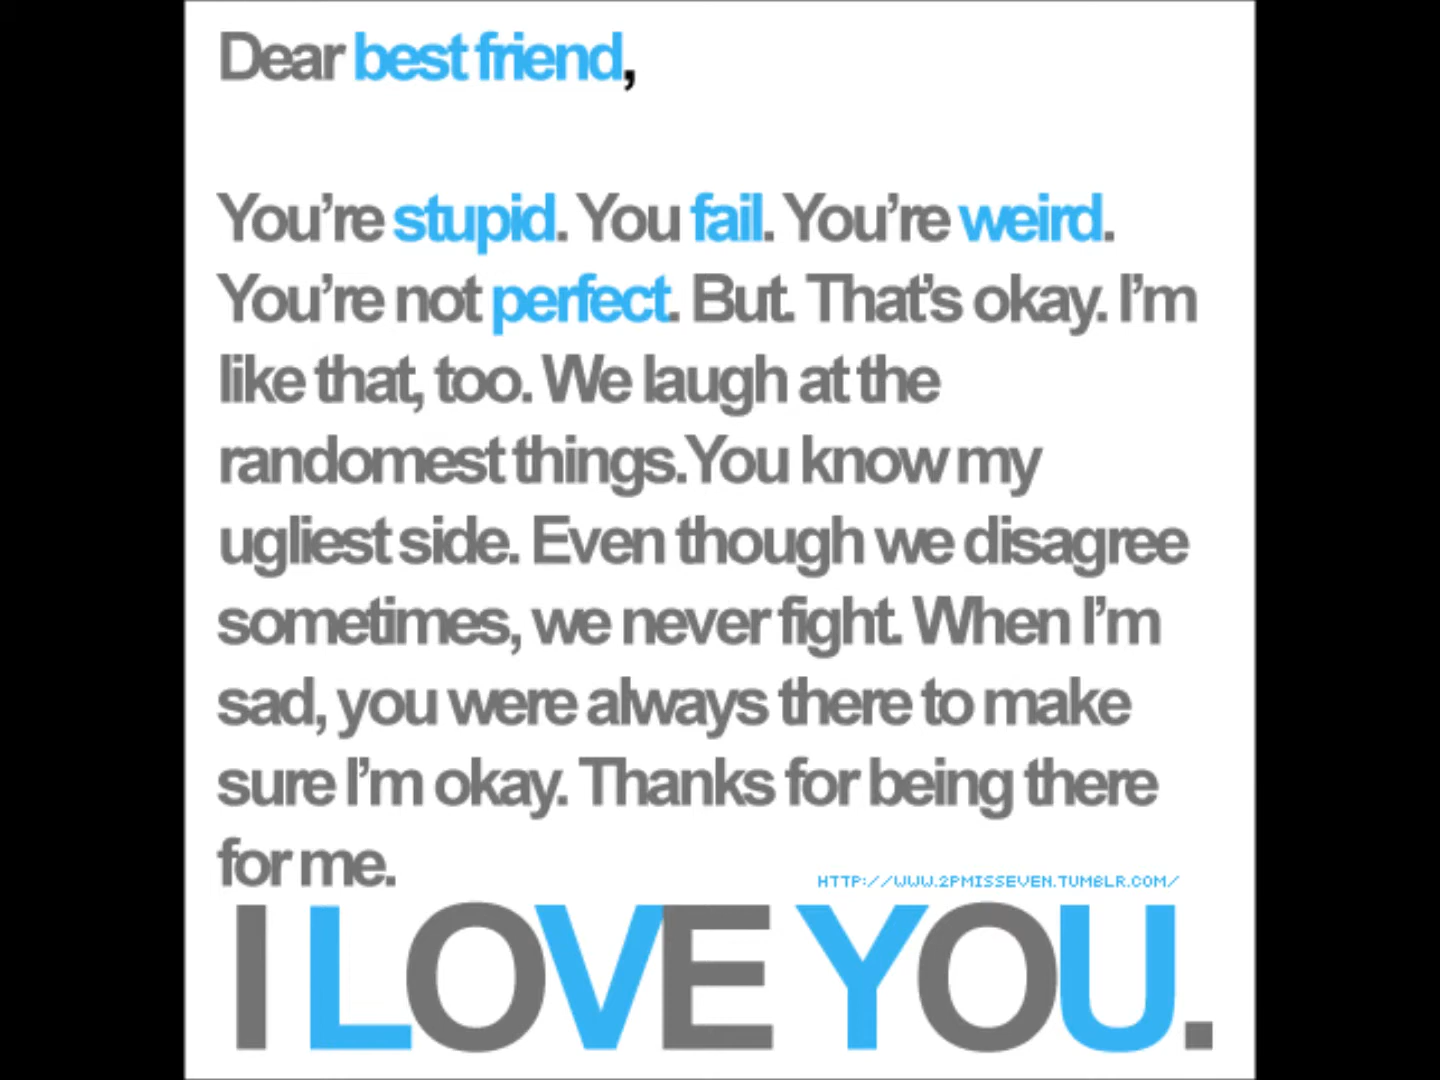 Dear best friend,
You're stupid. You fail. You're weird.
You're not perfect. But. That's okay. I'm
like that, too. We laugh at the
randomest things.You know my
ugliest side. Even though we disagree
sometimes, we never fight. When I'm
sad, you were always there to make
sure I'm okay. Thanks for being there
for me.
HTTP://WWW.2PMISSEVEN.TUMBLR.COM/
I LOVE YOU.